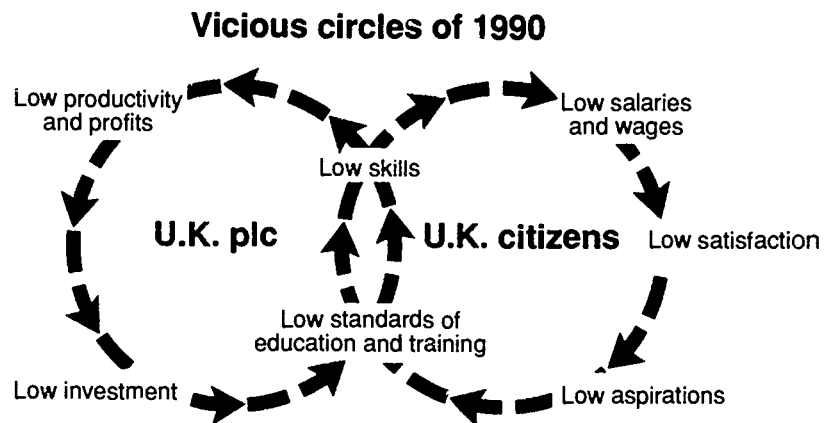 Vicious circles of 1990
Low productivity
and profits
Low salaries
and wages
Low skills
U.K. plc
U.K. citizens
Low satisfaction
Low standards of
education and training
Low investment
Low aspirations